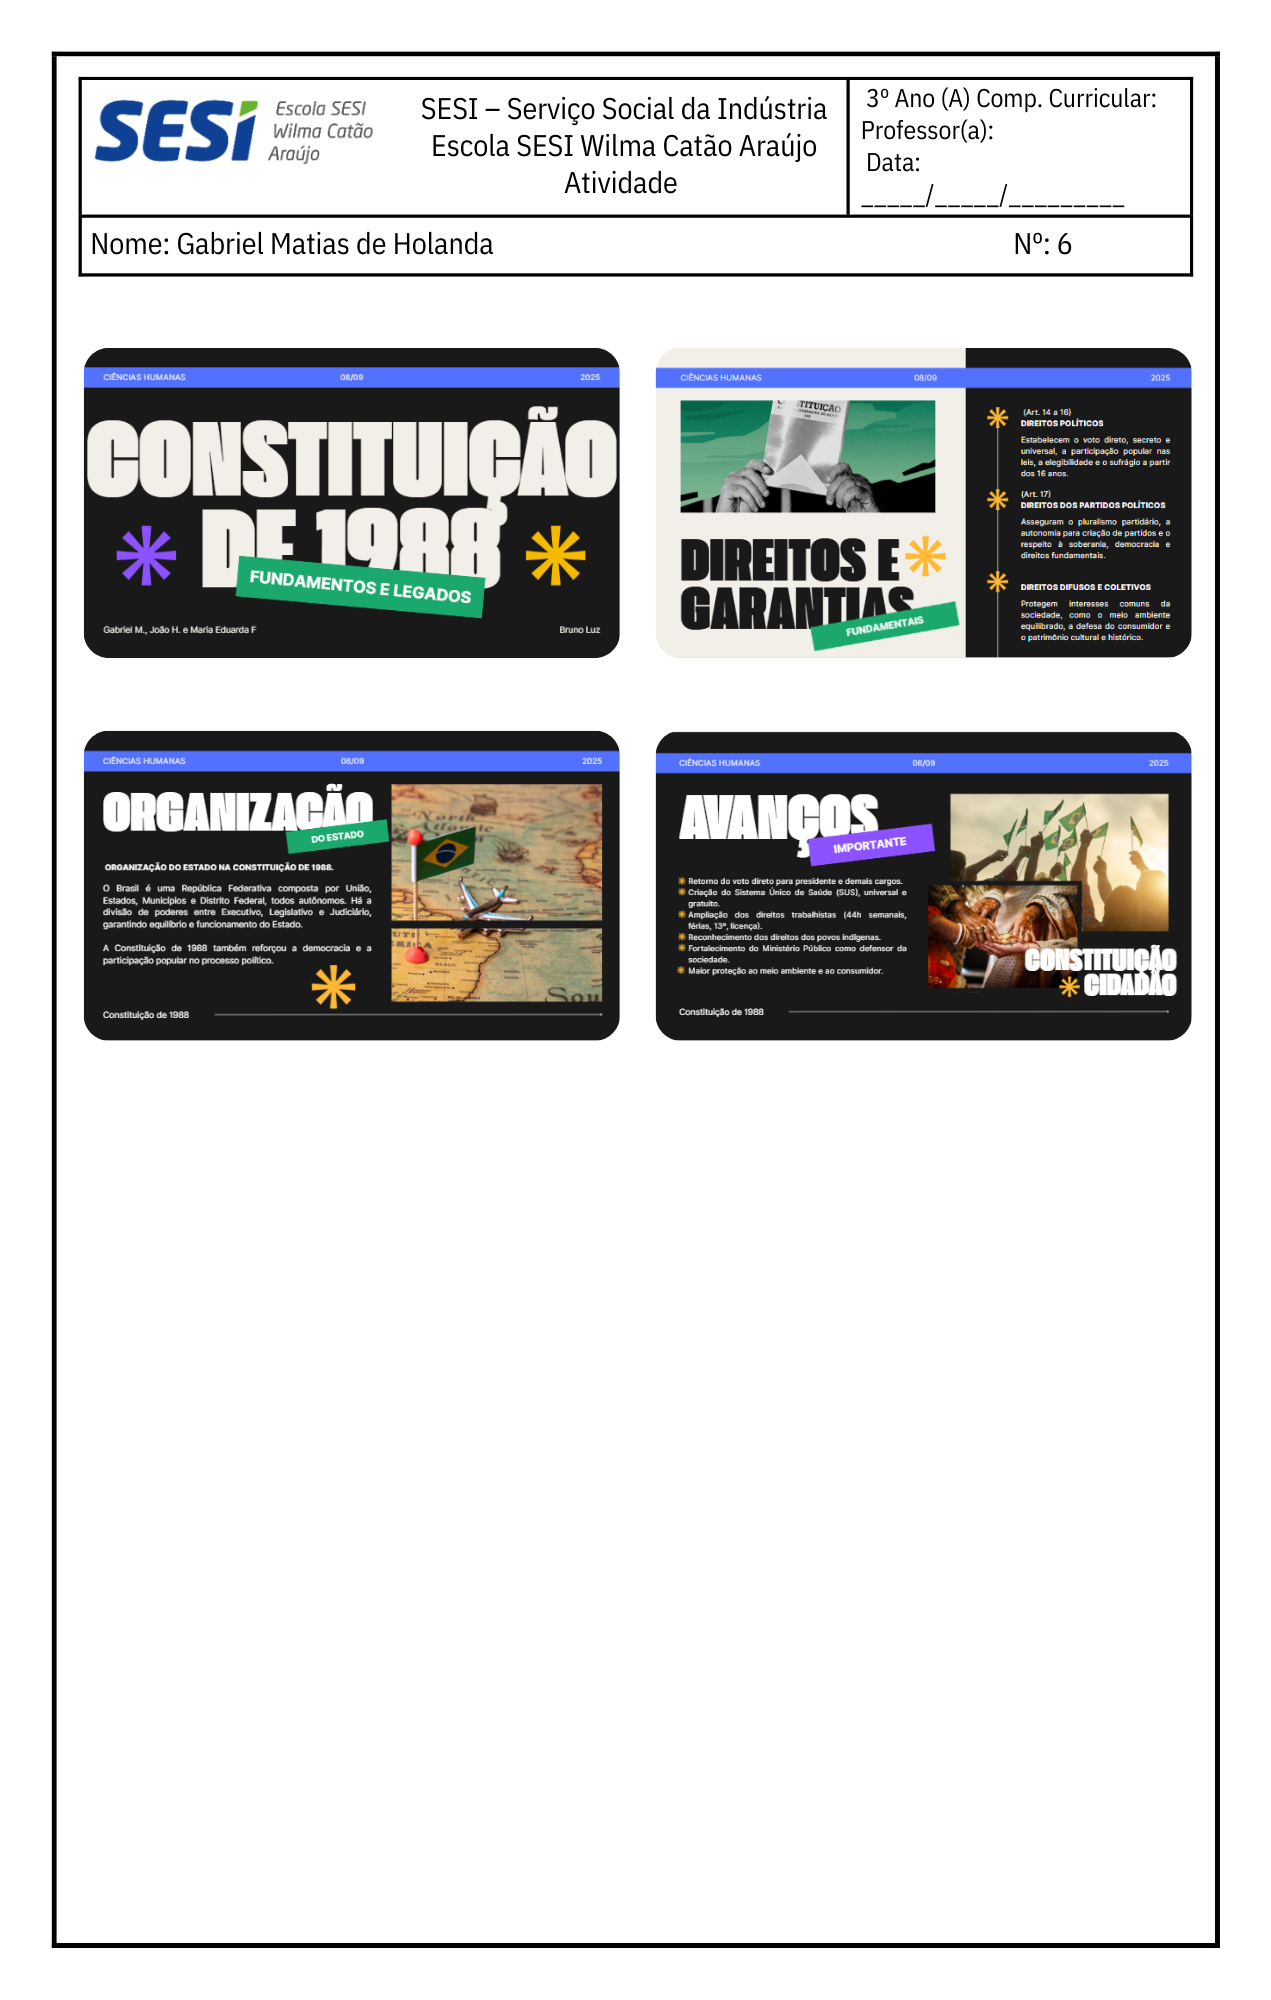 SESI
Escola SESI
Wilma Catão
Araújo
SESI – Serviço Social da Indústria
Escola SESI Wilma Catão Araújo
Atividade
3º Ano (A) Comp. Curricular:
Professor(a):
Data:
_____/_____/_________
Nome: Gabriel Matias de Holanda
Nº: 6
CIÊNCIAS HUMANAS 08/09 2025
CONSTITUIÇÃO
DE 1988
FUNDAMENTOS E LEGADOS
Gabriel M., João H. e Maria Eduarda F
Bruno Luz
CIÊNCIAS HUMANAS 08/09 2025
CONSTITUIÇÃO
DIREITOS E
GARANTIAS
FUNDAMENTAIS
(Art. 14 a 16)
DIREITOS POLÍTICOS
Estabelecem o voto direto, secreto e
universal, a participação popular nas
leis, a elegibilidade e o sufrágio a partir
dos 16 anos.
(Art. 17)
DIREITOS DOS PARTIDOS POLÍTICOS
Asseguram o pluralismo partidário, a
autonomia para criação de partidos e o
respeito à soberania, democracia e
direitos fundamentais.
DIREITOS DIFUSOS E COLETIVOS
Protegem interesses comuns da
sociedade, como o meio ambiente
equilibrado, a defesa do consumidor e
o patrimônio cultural e histórico.
CIÊNCIAS HUMANAS 08/09 2025
ORGANIZAÇÃO
DO ESTADO
ORGANIZAÇÃO DO ESTADO NA CONSTITUIÇÃO DE 1988.
O Brasil é uma República Federativa composta por União,
Estados, Municípios e Distrito Federal, todos autônomos. Há a
divisão de poderes entre Executivo, Legislativo e Judiciário,
garantindo equilíbrio e funcionamento do Estado.
A Constituição de 1988 também reforçou a democracia e a
participação popular no processo político.
North
Sou
Constituição de 1988
CIÊNCIAS HUMANAS 08/09 2025
AVANÇOS
IMPORTANTE
Retorno do voto direto para presidente e demais cargos.
Criação do Sistema Único de Saúde (SUS), universal e
gratuito.
Ampliação dos direitos trabalhistas (44h semanais,
férias, 13º, licença).
Reconhecimento dos direitos dos povos indígenas.
Fortalecimento do Ministério Público como defensor da
sociedade.
Maior proteção ao meio ambiente e ao consumidor.
CONSTITUIÇÃO
CIDADÃO
Constituição de 1988